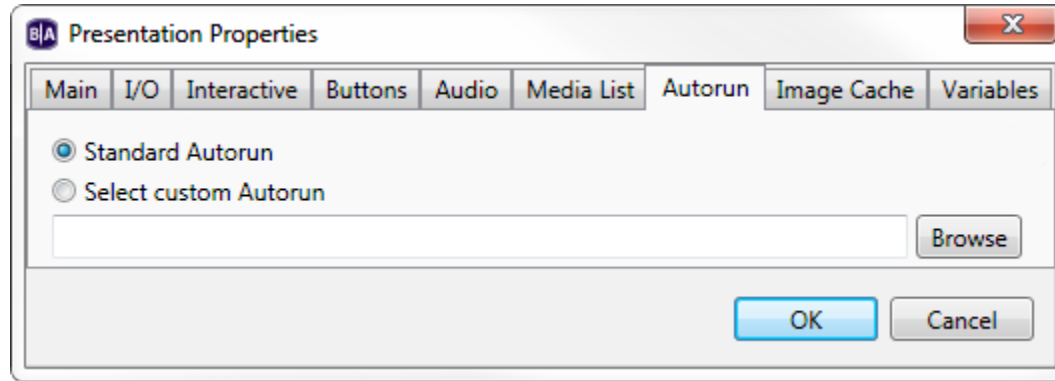 B|A Presentation Properties
Main I/O Interactive Buttons Audio Media List Autorun Image Cache Variables
Standard Autorun
Select custom Autorun
Browse
OK Cancel